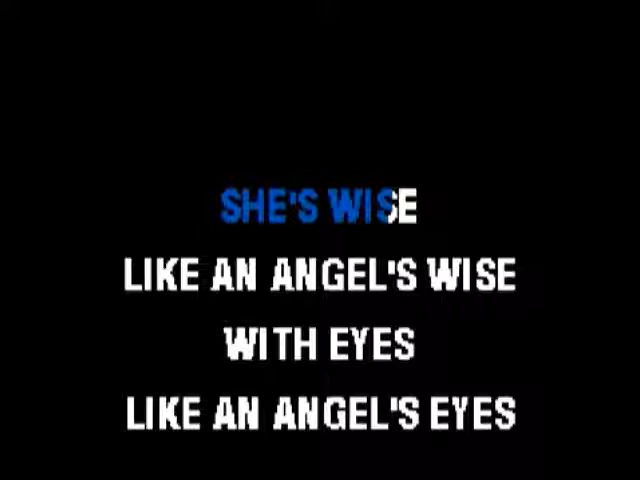 SHE'S WISE
LIKE AN ANGEL'S WISE
WITH EYES
LIKE AN ANGEL'S EYES